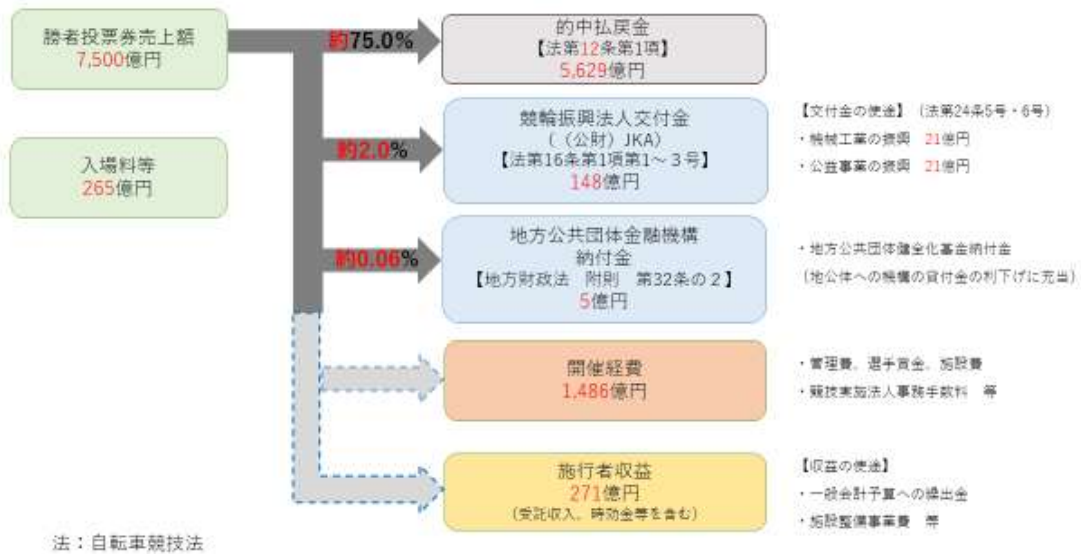 勝者投票券売上額
7,500億円
入場料等
265億円
約75.0%
的中払戻金
【法第12条第1項】
5,629億円
約2.0%
競輪振興法人交付金
(（公財）JKA）
【法第16条第1項第1～3号】
148億円
【交付金の使途】（法第24条5号・6号）
・機械工業の振興　21億円
・公益事業の振興　21億円
約0.06%
地方公共団体金融機構
納付金
【地方財政法　附則　第32条の２】
5億円
・地方公共団体健全化基金納付金
（地公体への機構の貸付金の利下げに充当）
開催経費
1,486億円
・管理費、選手賞金、施設費
・競技実施法人事務手数料　等
施行者収益
271億円
（受託収入、時効金等を含む）
【収益の使途】
・一般会計予算への繰出金
・施設整備事業費　等
法：自転車競技法